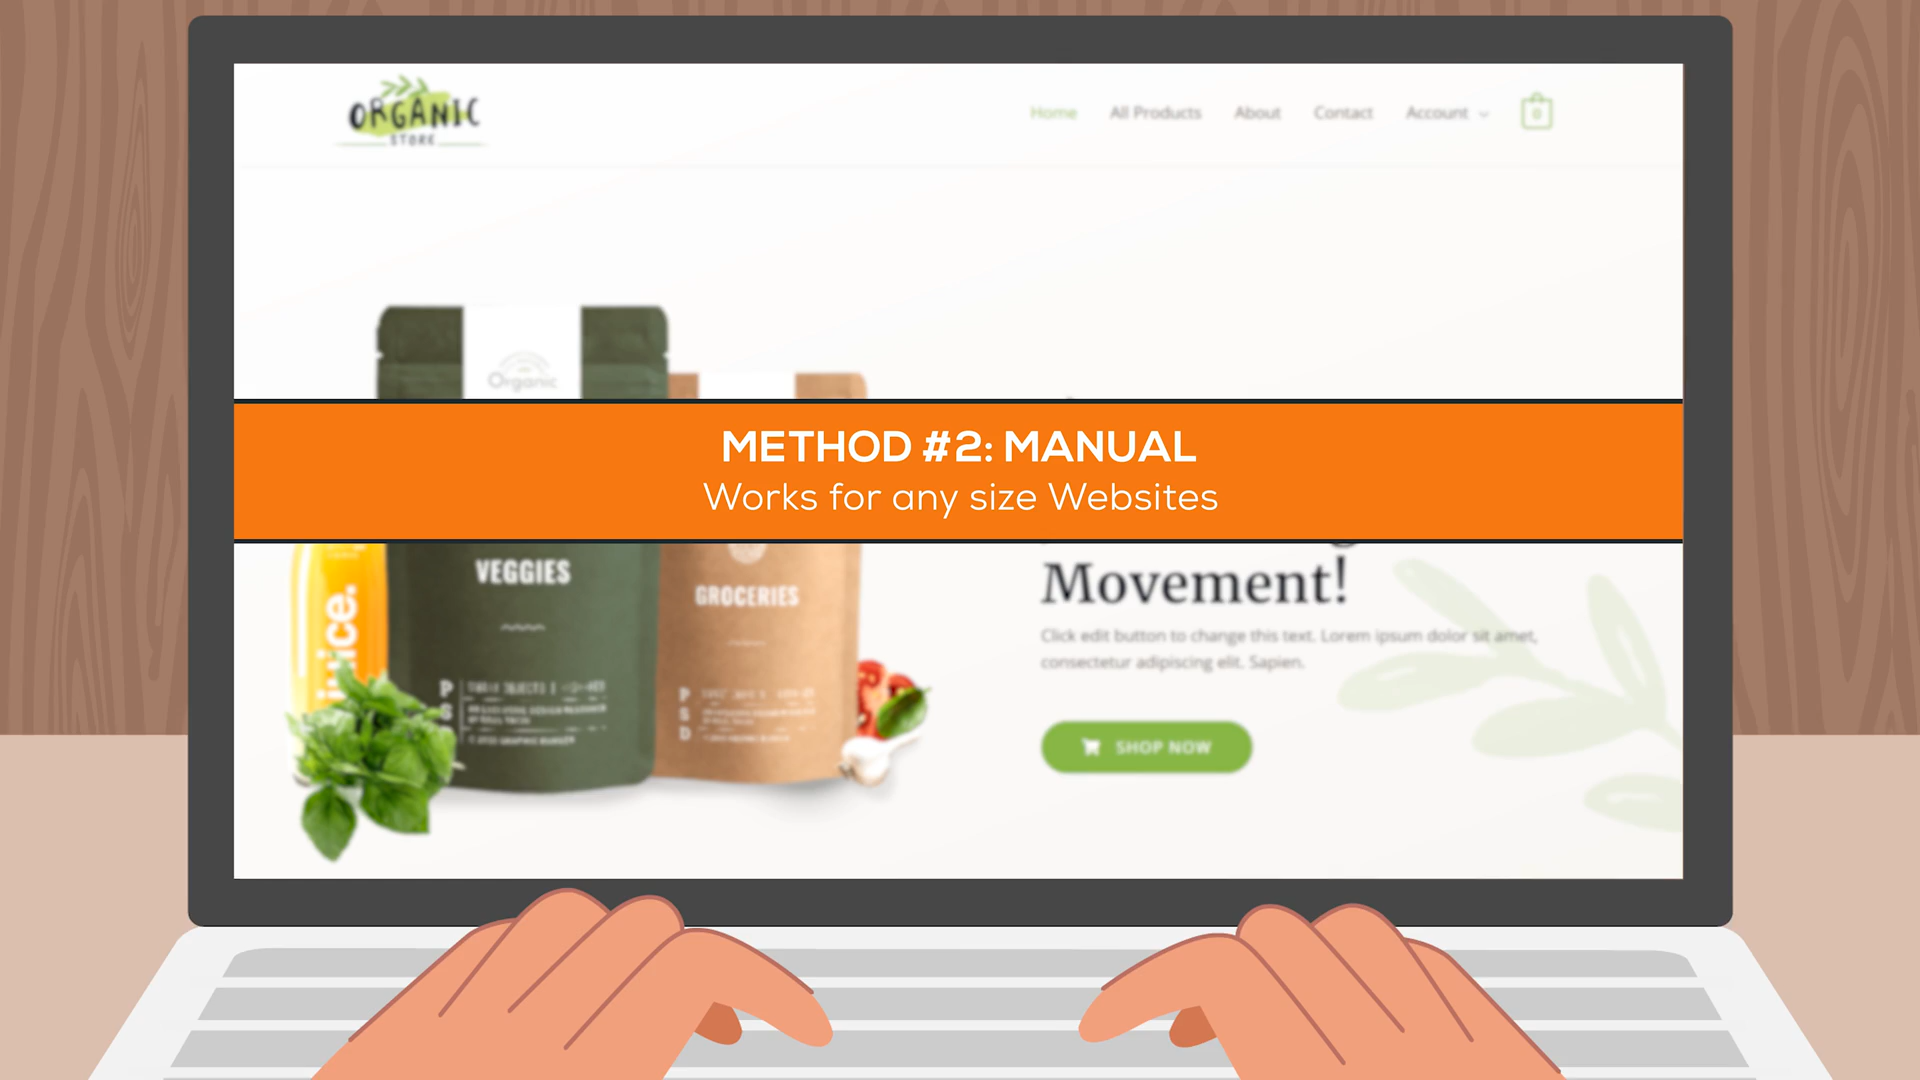 ORGANIC
STORE
Home All Products About Contact Account 0
Organic
METHOD #2: MANUAL
Works for any size Websites
juice.
VEGGIES
GROCERIES
Movement!
Click edit button to change this text. Lorem ipsum dolor sit amet,
consectetur adipiscing elit. Sapien.
P
S
P
S
D
SHOP NOW